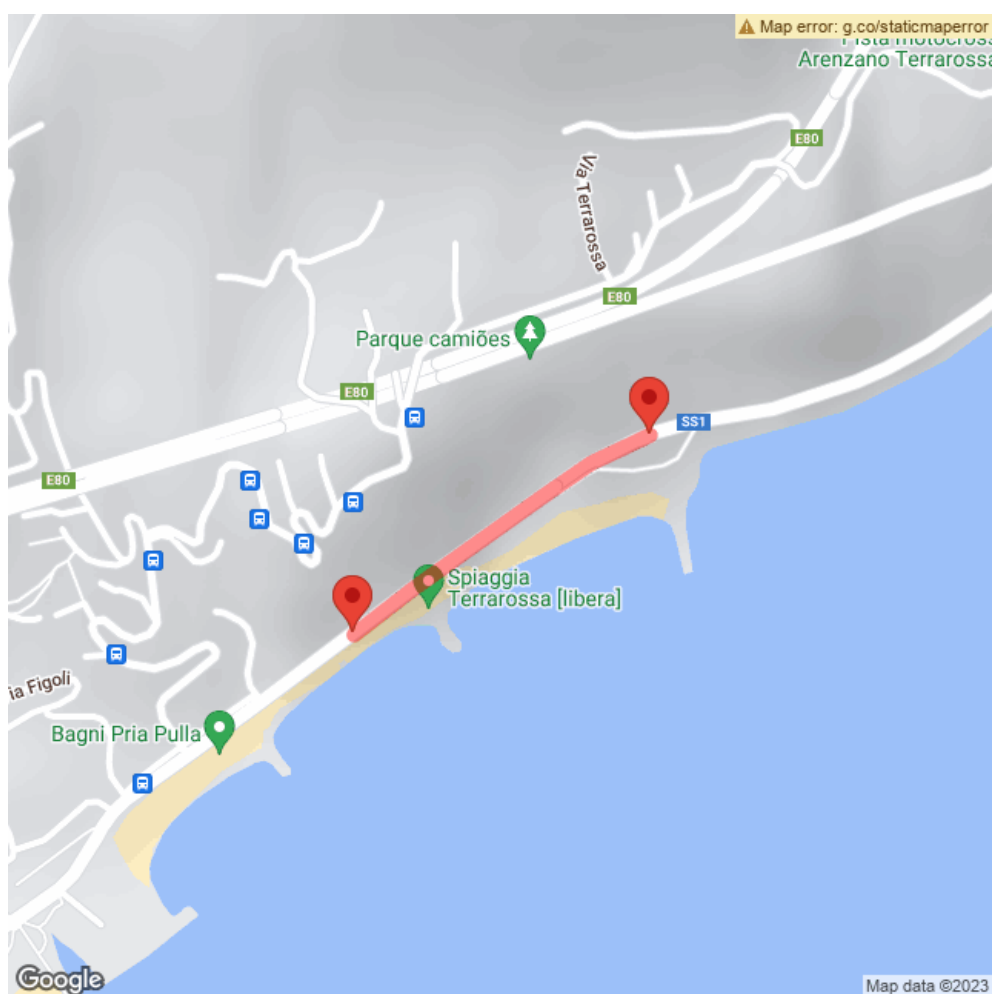 Map error: g.co/staticmaperror
Pista motocross
Arenzano Terrarossa
E80
Via Terrarossa
E80
Parque camiões
E80
SS1
E80
Spiaggia
Terrarossa [libera]
ia Figoli
Bagni Pria Pulla
Google
Map data ©2023